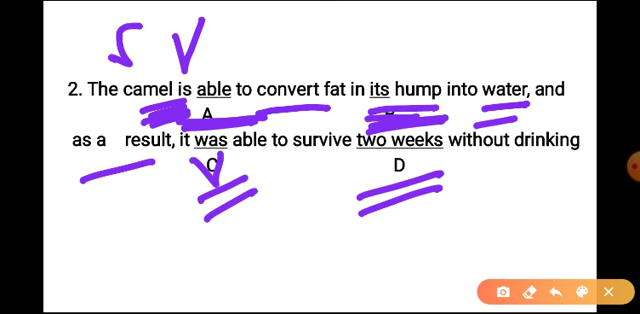 S V
2. The camel is able to convert fat in its hump into water, and
A B
as a result, it was able to survive two weeks without drinking
C D